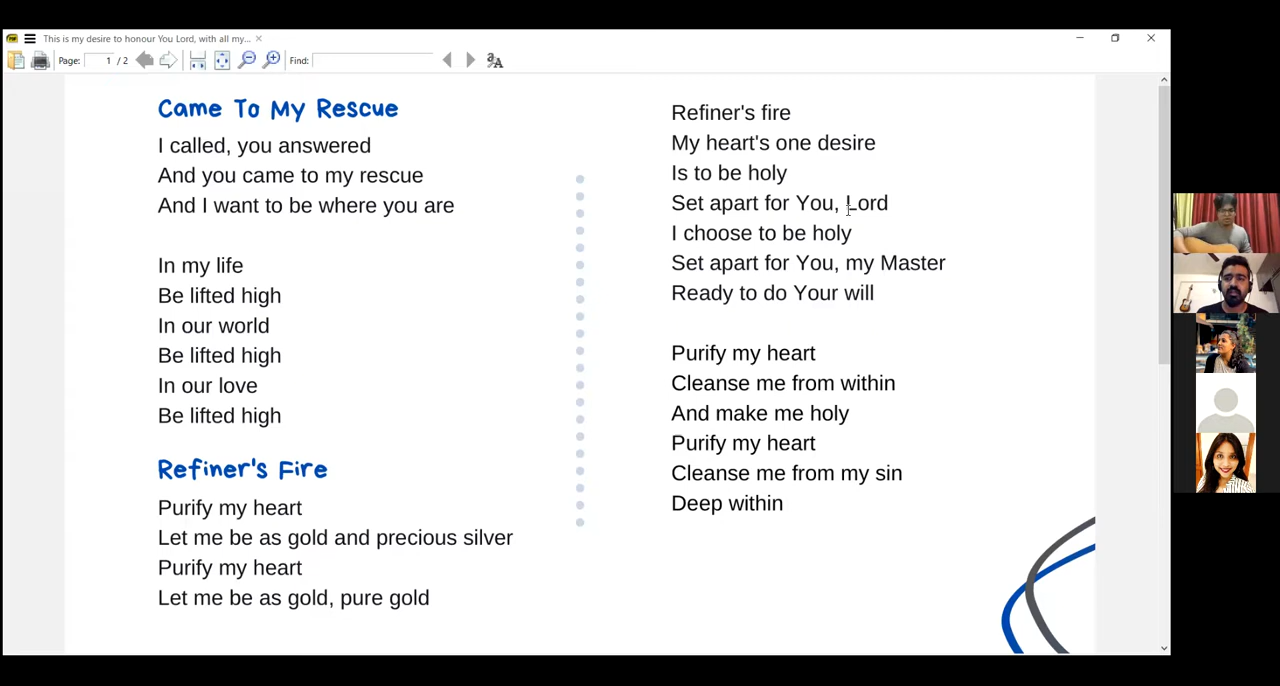 This is my desire to honour You Lord, with all my...
Page: 1 / 2 Find:
Came To My Rescue
I called, you answered
And you came to my rescue
And I want to be where you are
In my life
Be lifted high
In our world
Be lifted high
In our love
Be lifted high
Refiner's Fire
Purify my heart
Let me be as gold and precious silver
Purify my heart
Let me be as gold, pure gold
Refiner's fire
My heart's one desire
Is to be holy
Set apart for You, Lord
I choose to be holy
Set apart for You, my Master
Ready to do Your will
Purify my heart
Cleanse me from within
And make me holy
Purify my heart
Cleanse me from my sin
Deep within